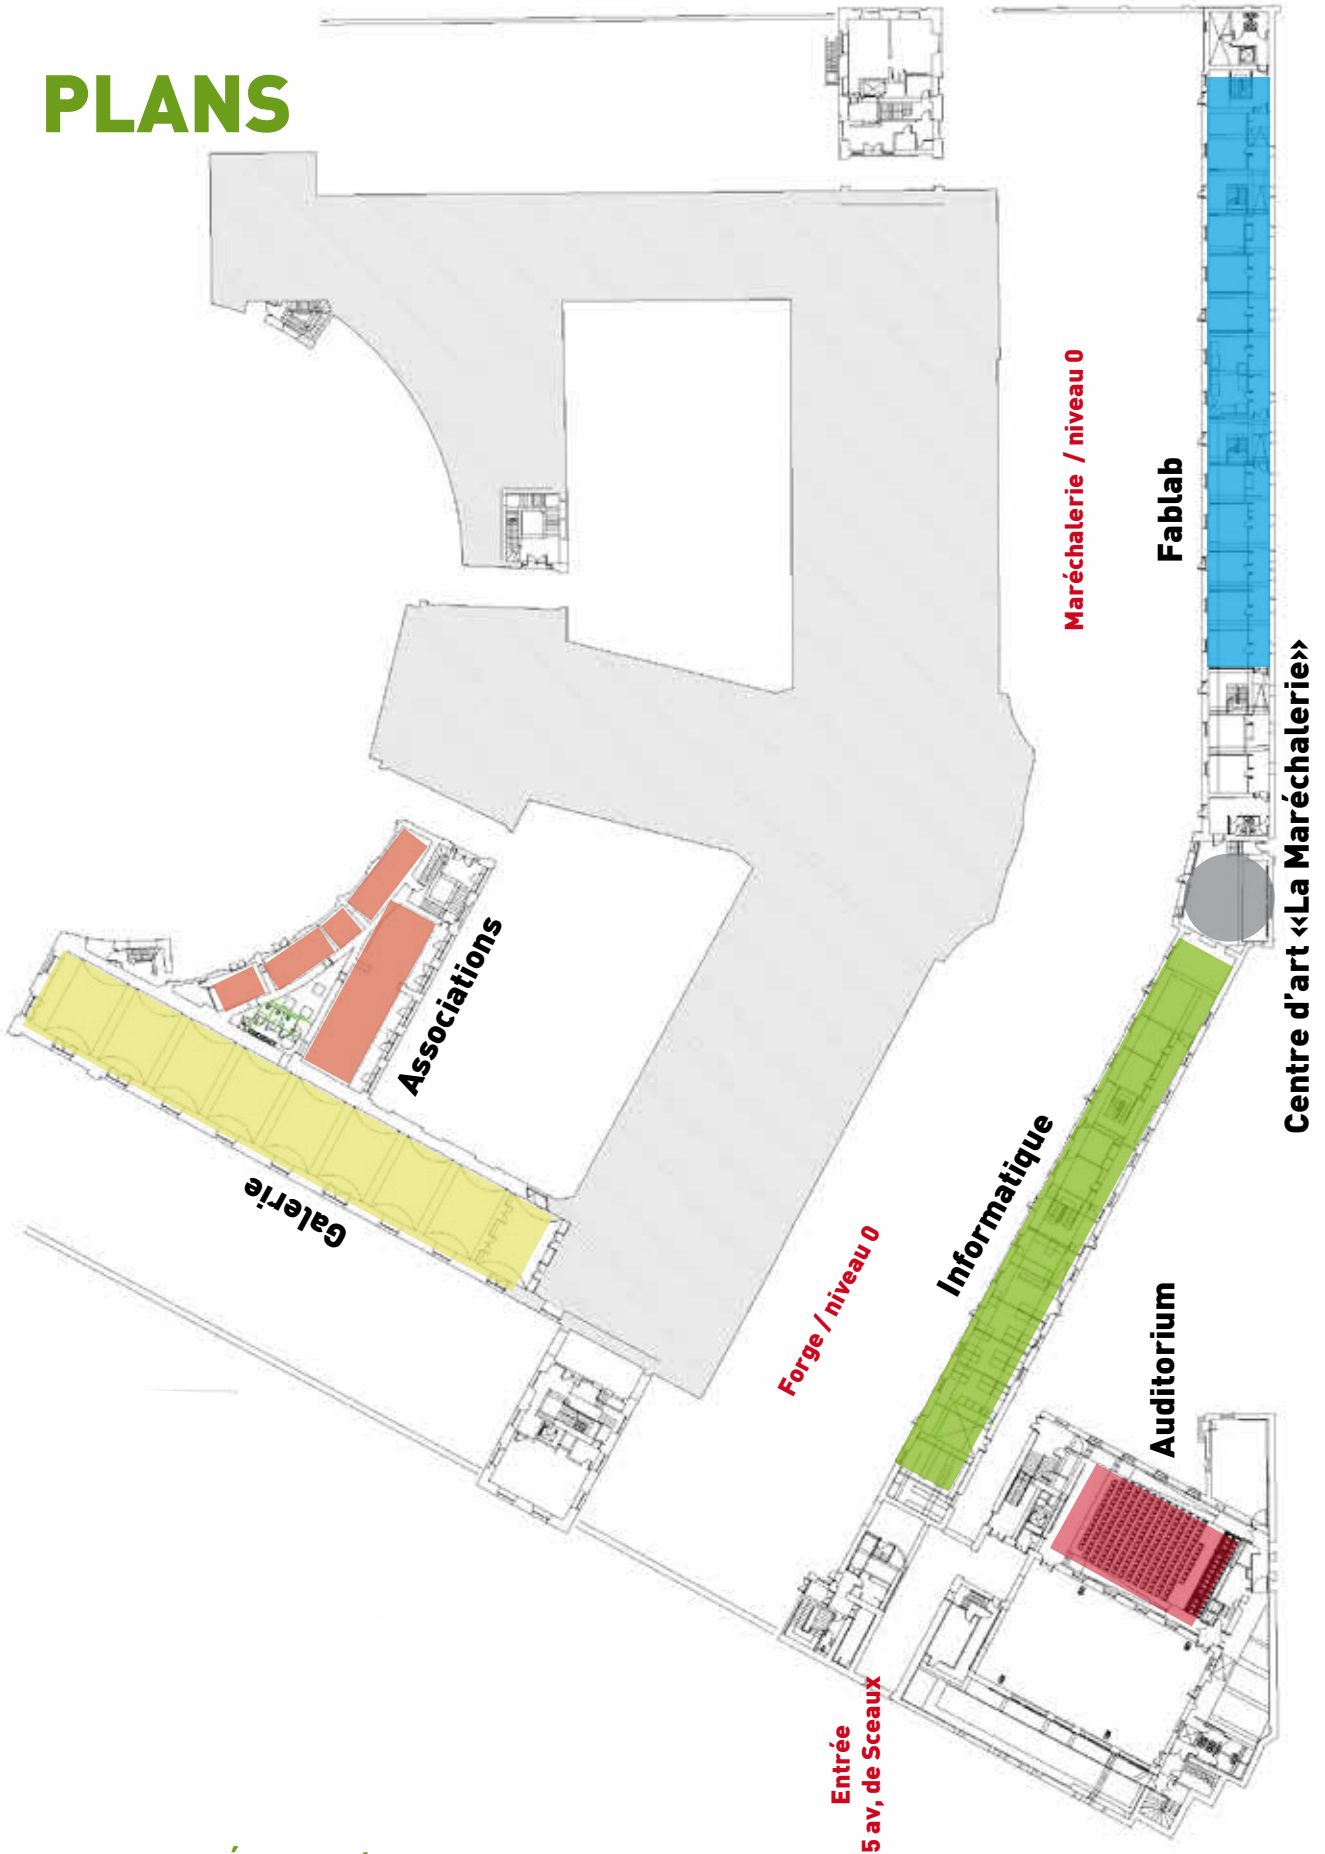 PLANS
Maréchalerie / niveau 0
Fablab
Centre d'art «La Maréchalerie»
Associations
Galerie
Informatique
Forge / niveau 0
Auditorium
Entrée
5 av, de Sceaux